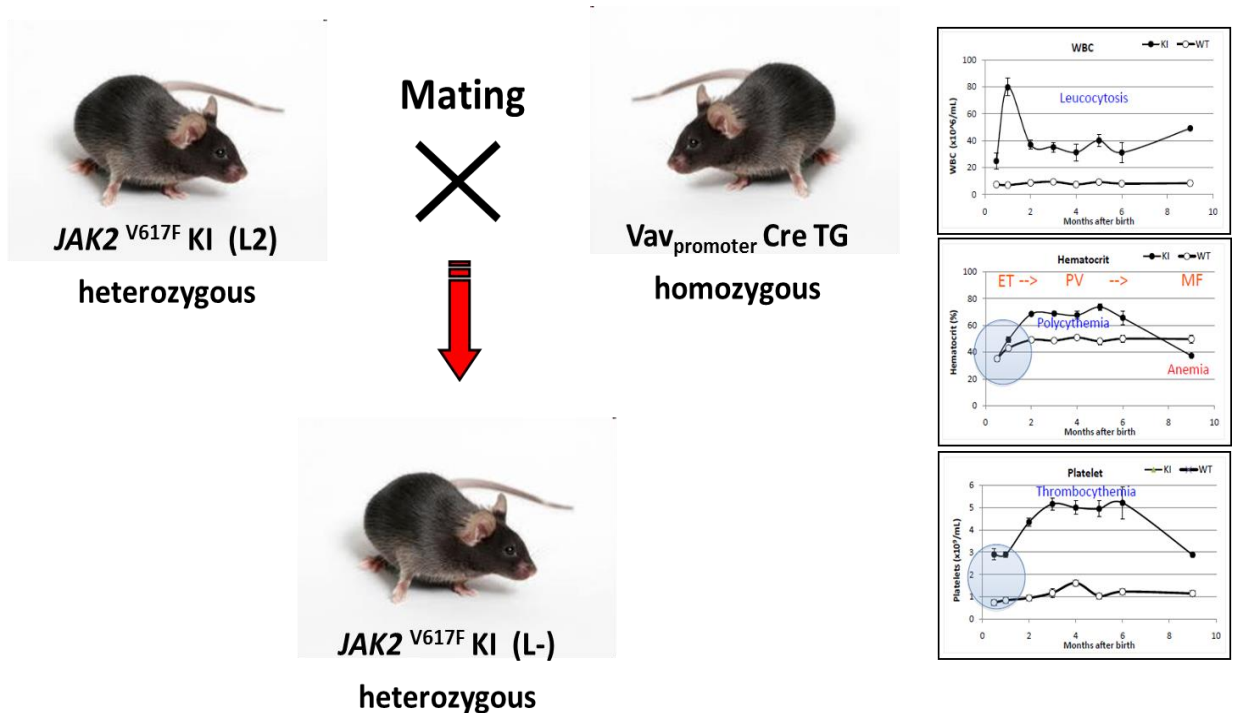 Mating
JAK2 V617F KI (L2)
heterozygous
Vavpromoter Cre TG
homozygous
JAK2 V617F KI (L-)
heterozygous
WBC
KI WT
WBC (x10^6/mL)
100
80
60
40
20
0
Leucocytosis
0 2 4 6 8 10
Months after birth
Hematocrit
KI WT
Hematocrit (%)
100
80
60
40
20
0
ET --> PV --> MF
Polycythemia
Anemia
0 2 4 6 8 10
Months after birth
Platelet
KI WT
Platelets (x10⁹/mL)
6
5
4
3
2
1
0
Thrombocythemia
0 2 4 6 8 10
Months after birth